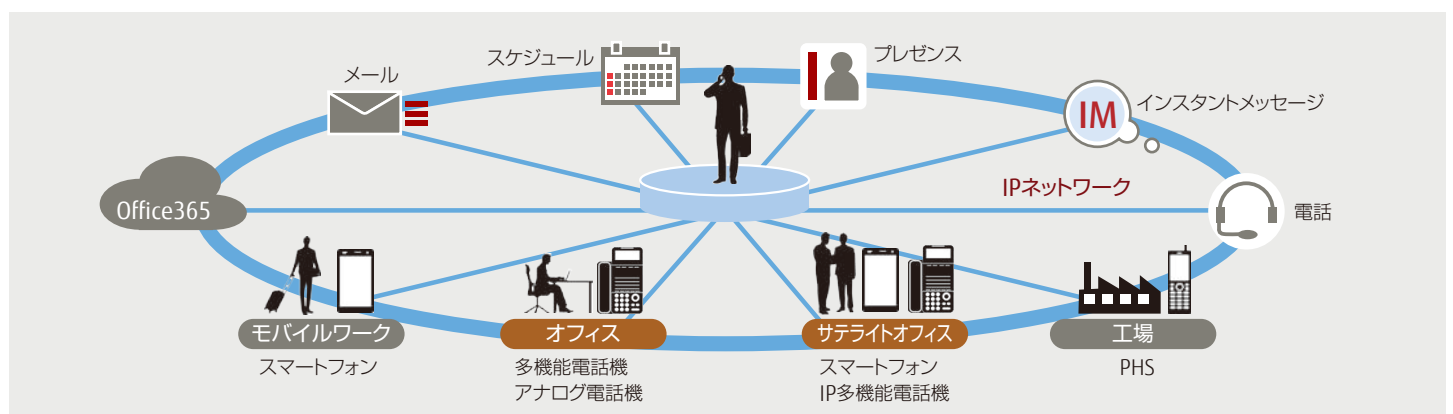 スケジュール
プレゼンス
メール
インスタントメッセージ
IM
IPネットワーク
Office365
電話
モバイルワーク
スマートフォン
オフィス
多機能電話機
アナログ電話機
サテライトオフィス
スマートフォン
IP多機能電話機
工場
PHS